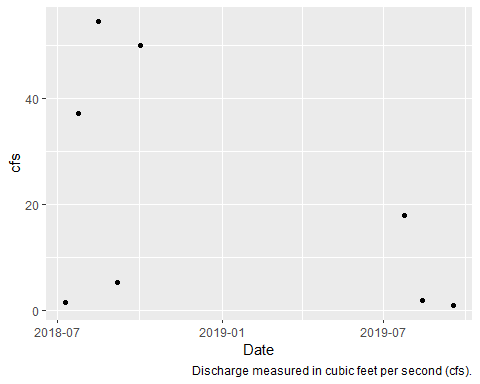 cfs
40
20
0
2018-07
2019-01
2019-07
Date
Discharge measured in cubic feet per second (cfs).